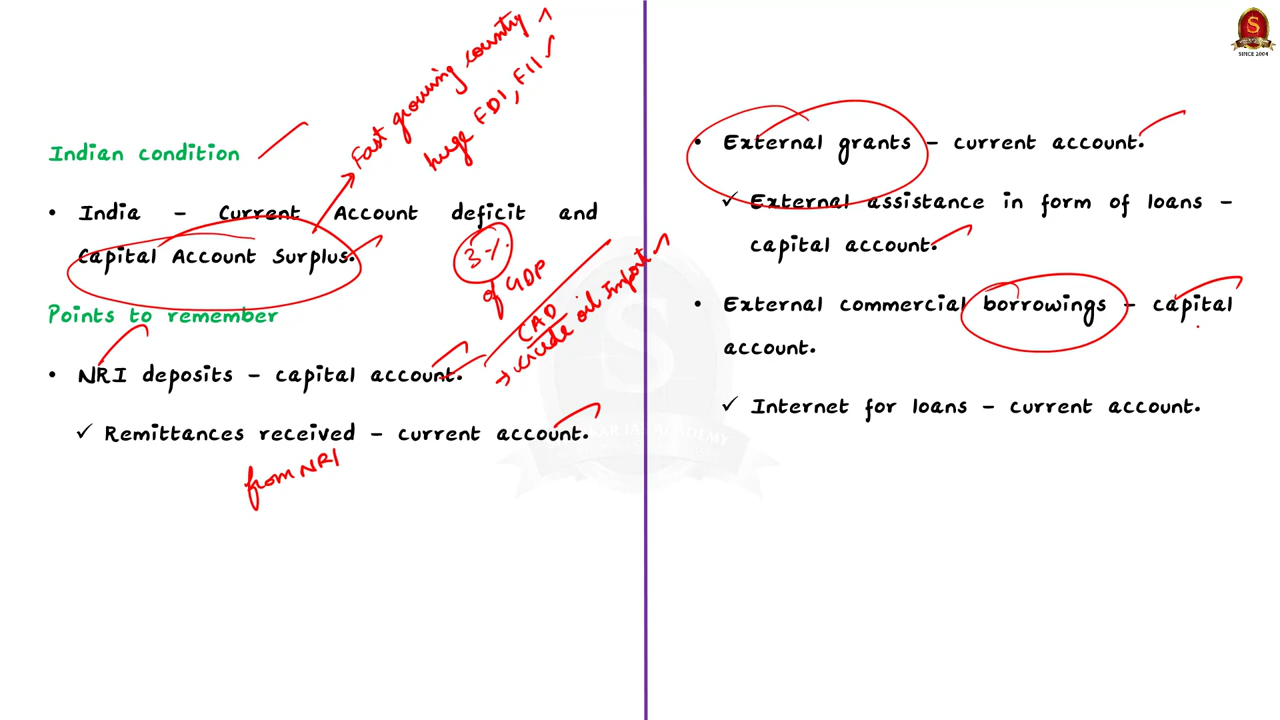 Indian condition
• India – Current Account deficit and
Capital Account Surplus.
Fast growing country
huge FDI, FII
3%
of GDP
CAD
→ crude oil import
Points to remember
• NRI deposits – capital account.
✓ Remittances received – current account.
from NRI
• External grants – current account.
✓ External assistance in form of loans –
capital account.
• External commercial borrowings – capital
account.
✓ Internet for loans – current account.
S
SINCE 2004